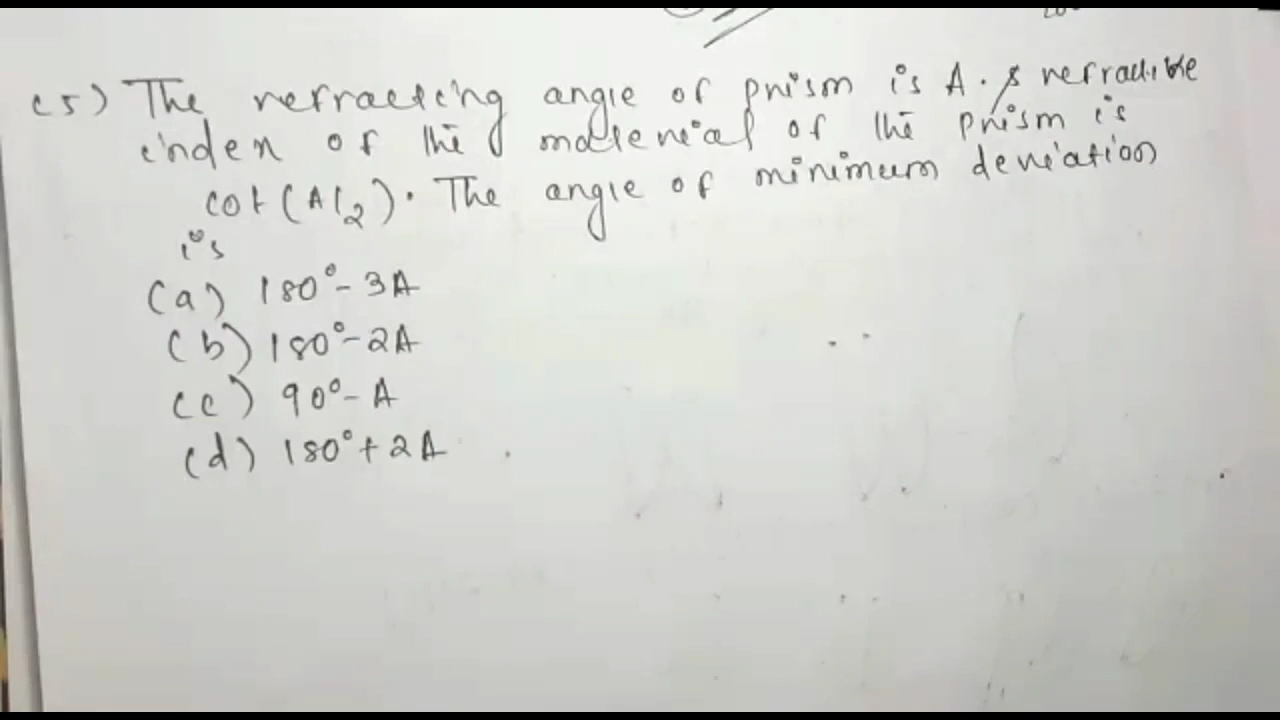 (5) The refracting angle of prism is A. & refractive
index of the material of the prism is
cot(A/2). The angle of minimum deviation
is
(a) 180°-3A
(b) 180°-2A
(c) 90°-A
(d) 180°+2A